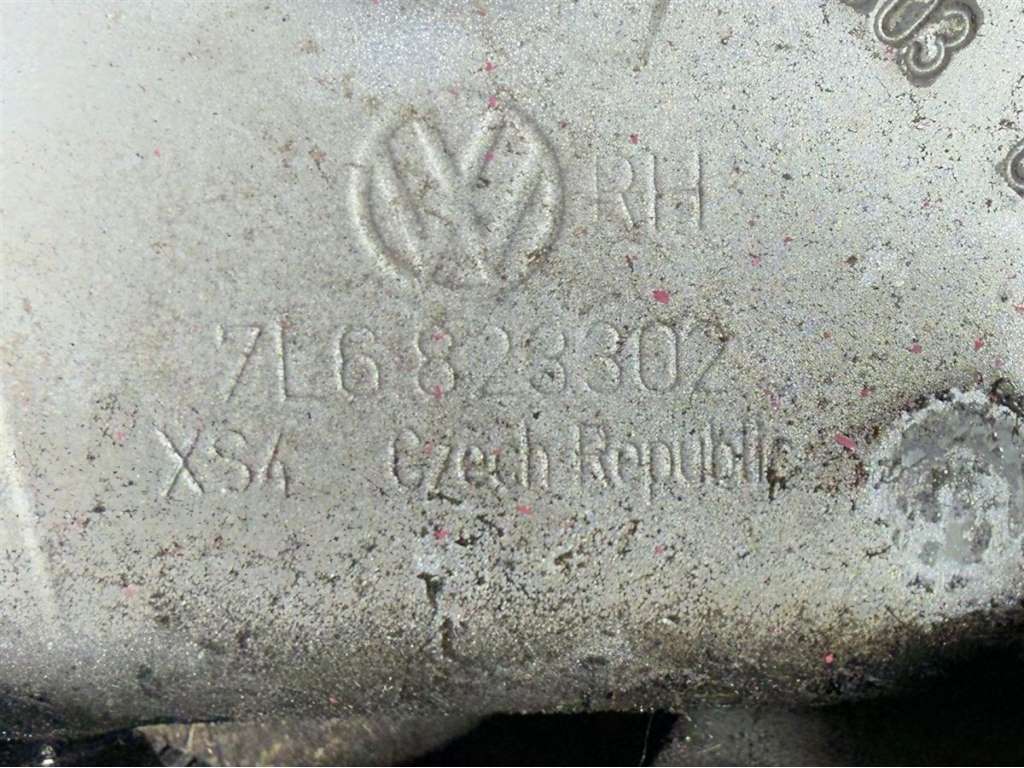 RH
7L6 823302
XS4 Czech Republic